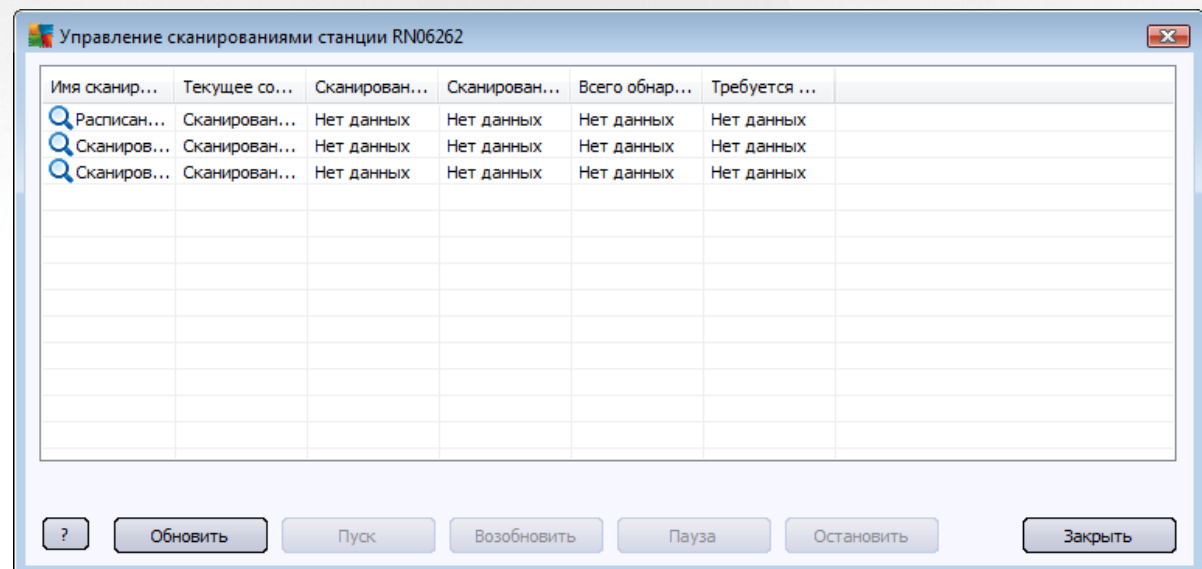 Управление сканированиями станции RN06262
Имя сканир... Текущее со... Сканирован... Сканирован... Всего обнар... Требуется ...
Расписан... Сканирован... Нет данных Нет данных Нет данных Нет данных
Сканиров... Сканирован... Нет данных Нет данных Нет данных Нет данных
Сканиров... Сканирован... Нет данных Нет данных Нет данных Нет данных
? Обновить Пуск Возобновить Пауза Остановить Закрыть